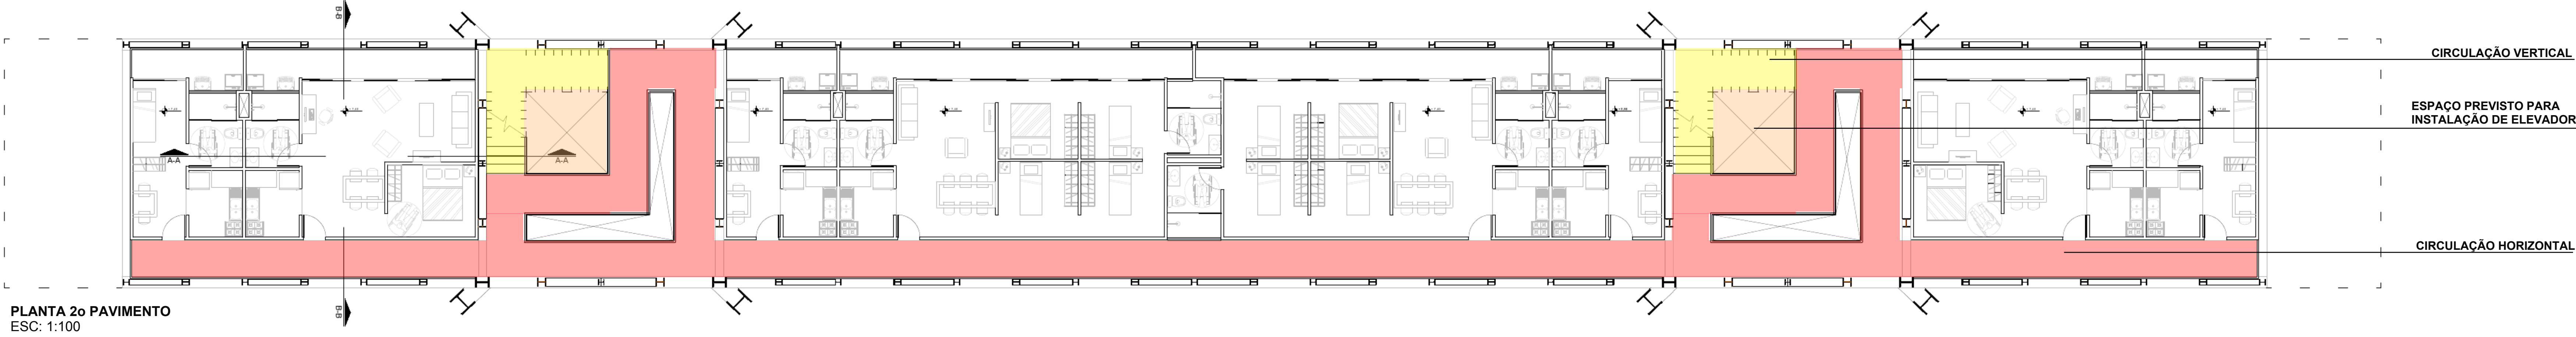 B-B
CIRCULAÇÃO VERTICAL
ESPAÇO PREVISTO PARA
INSTALAÇÃO DE ELEVADOR
A-A
A-A
CIRCULAÇÃO HORIZONTAL
B-B
PLANTA 2o PAVIMENTO
ESC: 1:100